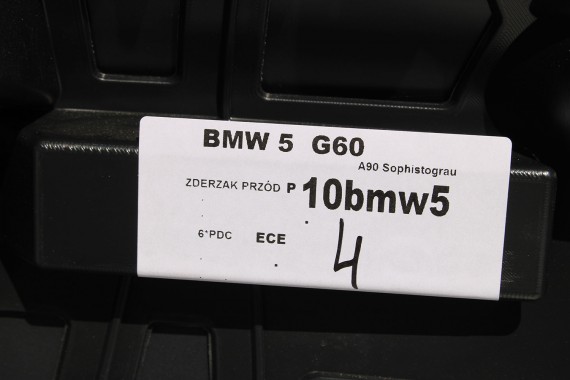 BMW 5 G60
A90 Sophistograu
ZDERZAK PRZÓD P 10bmw5
6*PDC ECE
4